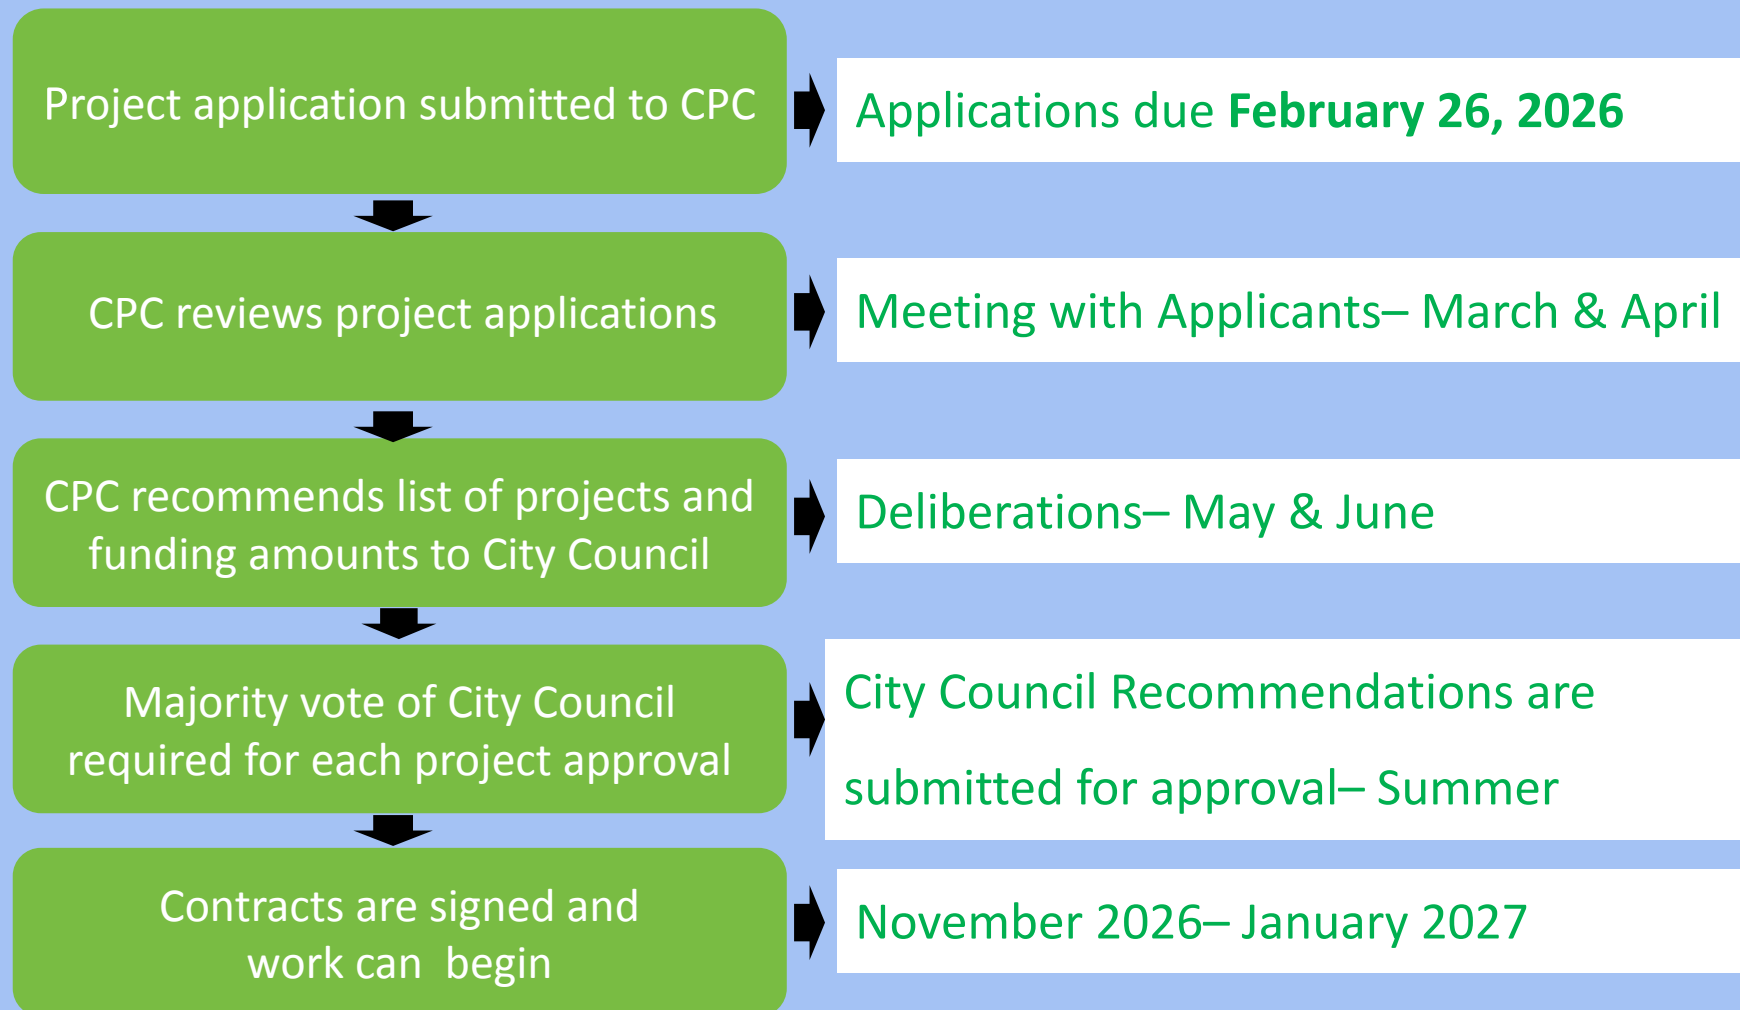 Project application submitted to CPC
Applications due February 26, 2026
CPC reviews project applications
Meeting with Applicants– March & April
CPC recommends list of projects and
funding amounts to City Council
Deliberations– May & June
Majority vote of City Council
required for each project approval
City Council Recommendations are
submitted for approval– Summer
Contracts are signed and
work can  begin
November 2026– January 2027